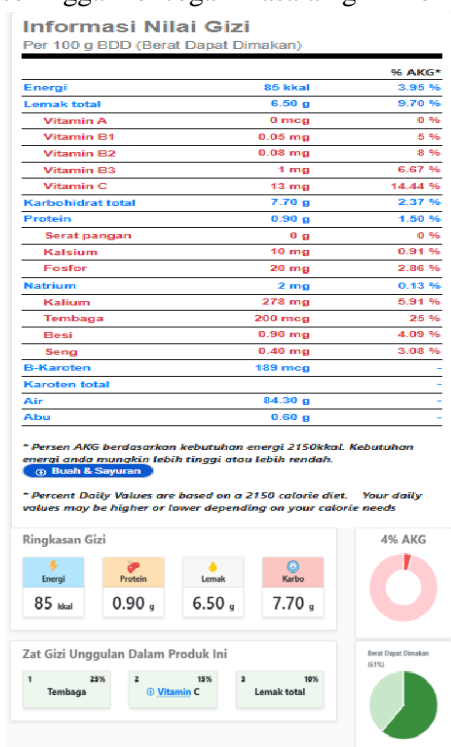 Informasi Nilai Gizi
Per 100 g BDD (Berat Dapat Dimakan)
% AKG*
Energi 85 kkal 3.95 %
Lemak total 6.50 g 9.70 %
Vitamin A 0 mcg 0 %
Vitamin B1 0.05 mg 5 %
Vitamin B2 0.08 mg 8 %
Vitamin B3 1 mg 6.67 %
Vitamin C 13 mg 14.44 %
Karbohidrat total 7.70 g 2.37 %
Protein 0.90 g 1.50 %
Serat pangan 0 g 0 %
Kalsium 10 mg 0.91 %
Fosfor 20 mg 2.86 %
Natrium 2 mg 0.13 %
Kalium 278 mg 5.91 %
Tembaga 200 mcg 25 %
Besi 0.90 mg 4.09 %
Seng 0.40 mg 3.08 %
B-Karoten 189 mcg -
Karoten total -
Air 84.30 g -
Abu 0.60 g -
* Persen AKG berdasarkan kebutuhan energi 2150kkal. Kebutuhan
energi anda mungkin lebih tinggi atau lebih rendah.
Buah & Sayuran
* Percent Daily Values are based on a 2150 calorie diet. Your daily
values may be higher or lower depending on your calorie needs
Ringkasan Gizi
Energi Protein Lemak Karbo
85 kkal 0.90 g 6.50 g 7.70 g
4% AKG
Zat Gizi Unggulan Dalam Produk Ini
1 25% 2 15% 3 10%
Tembaga Vitamin C Lemak total
Berat Dapat Dimakan
(61%)